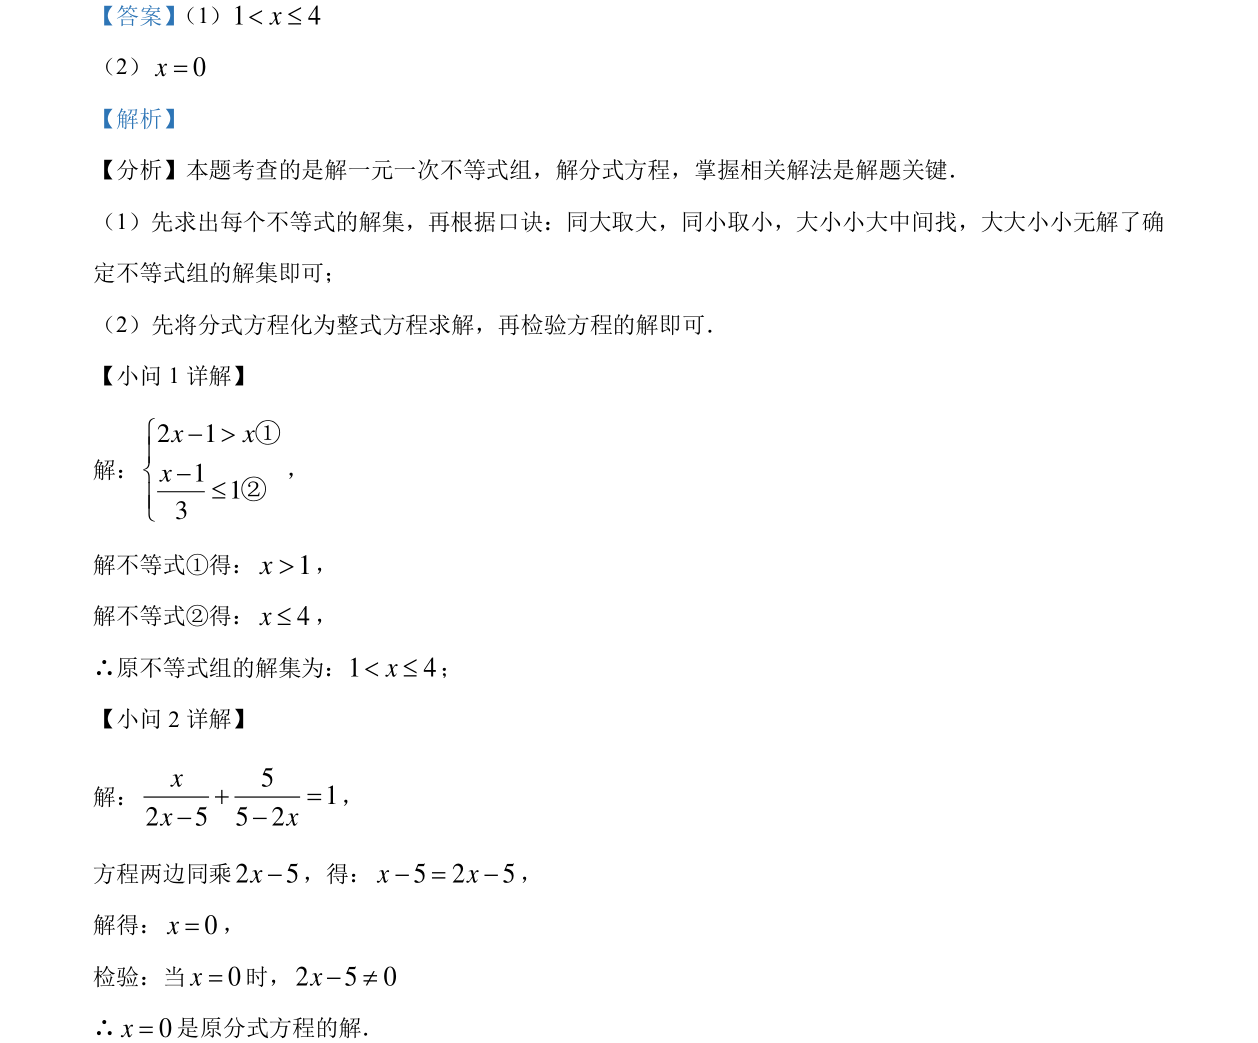 【答案】（1）1 < x ≤ 4
（2）x = 0
【解析】
【分析】本题考查的是解一元一次不等式组，解分式方程，掌握相关解法是解题关键．
（1）先求出每个不等式的解集，再根据口诀：同大取大，同小取小，大小小大中间找，大大小小无解了确
定不等式组的解集即可；
（2）先将分式方程化为整式方程求解，再检验方程的解即可．
【小问 1 详解】
解：{ 2x − 1 > x① ; (x − 1)/3 ≤ 1② ，
解不等式①得：x > 1，
解不等式②得：x ≤ 4，
∴原不等式组的解集为：1 < x ≤ 4；
【小问 2 详解】
解：x/(2x − 5) + 5/(5 − 2x) = 1，
方程两边同乘2x − 5，得：x − 5 = 2x − 5，
解得：x = 0，
检验：当x = 0时，2x − 5 ≠ 0
∴x = 0是原分式方程的解．